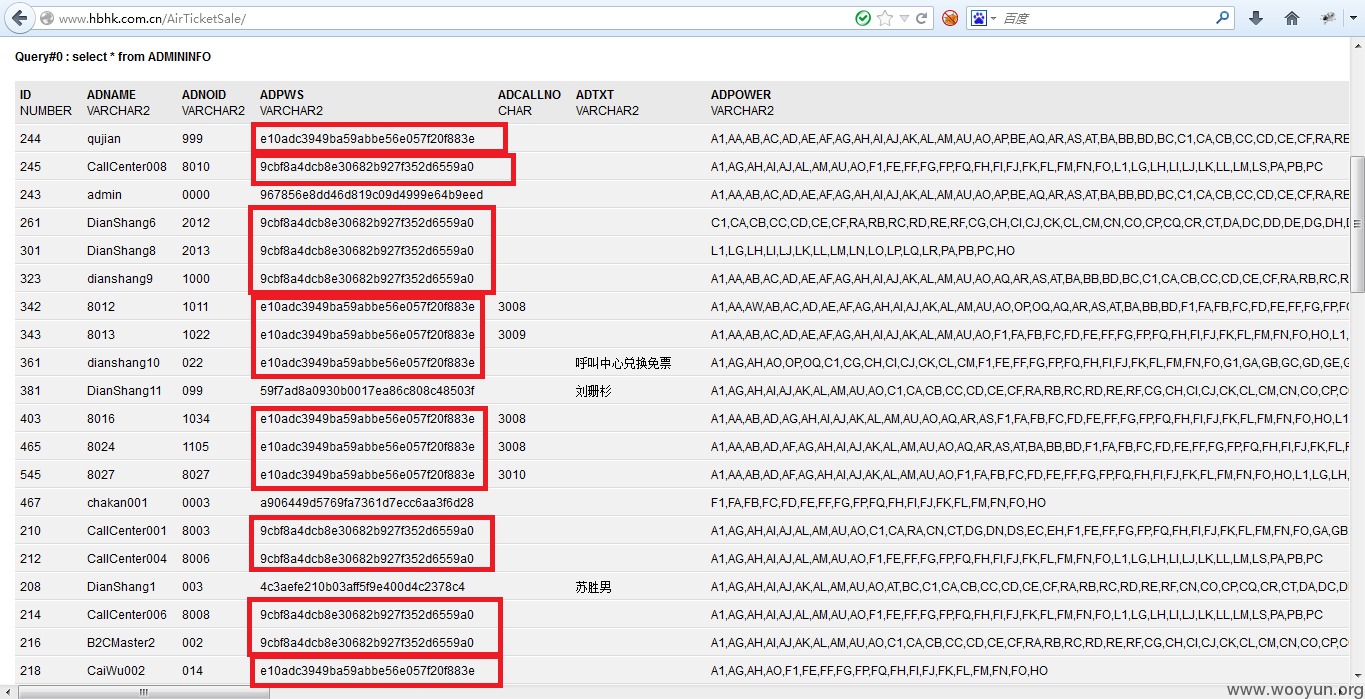 www.hbhk.com.cn/AirTicketSale/
百度
Query#0 : select * from ADMININFO
ID ADNAME ADNOID ADPWS ADCALLNO ADTXT ADPOWER
NUMBER VARCHAR2 VARCHAR2 VARCHAR2 CHAR VARCHAR2 VARCHAR2
244 qujian 999 e10adc3949ba59abbe56e057f20f883e A1,AA,AB,AC,AD,AE,AF,AG,AH,AI,AJ,AK,AL,AM,AU,AO,AP,BE,AQ,AR,AS,AT,BA,BB,BD,BC,C1,CA,CB,CC,CD,CE,CF,RA,RB
245 CallCenter008 8010 9cbf8a4dcb8e30682b927f352d6559a0 A1,AG,AH,AI,AJ,AL,AM,AU,AO,F1,FE,FF,FG,FP,FQ,FH,FI,FJ,FK,FL,FM,FN,FO,L1,LG,LH,LI,LJ,LK,LL,LM,LS,PA,PB,PC
243 admin 0000 967856e8dd46d819c09d4999e64b9eed A1,AA,AB,AC,AD,AE,AF,AG,AH,AI,AJ,AK,AL,AM,AU,AO,AP,BE,AQ,AR,AS,AT,BA,BB,BD,BC,C1,CA,CB,CC,CD,CE,CF,RA,RB
261 DianShang6 2012 9cbf8a4dcb8e30682b927f352d6559a0 C1,CA,CB,CC,CD,CE,CF,RA,RB,RC,RD,RE,RF,CG,CH,CI,CJ,CK,CL,CM,CN,CO,CP,CQ,CR,CT,DA,DC,DD,DE,DG,DH,
301 DianShang8 2013 9cbf8a4dcb8e30682b927f352d6559a0 L1,LG,LH,LI,LJ,LK,LL,LM,LN,LO,LP,LQ,LR,PA,PB,PC,HO
323 dianshang9 1000 9cbf8a4dcb8e30682b927f352d6559a0 A1,AA,AB,AC,AD,AE,AF,AG,AH,AI,AJ,AK,AL,AM,AU,AO,AQ,AR,AS,AT,BA,BB,BD,BC,C1,CA,CB,CC,CD,CE,CF,RA,RB,RC,R
342 8012 1011 e10adc3949ba59abbe56e057f20f883e 3008 A1,AA,AW,AB,AC,AD,AE,AF,AG,AH,AI,AJ,AK,AL,AM,AU,AO,OP,OQ,AQ,AR,AS,AT,BA,BB,BD,F1,FA,FB,FC,FD,FE,FF,FG,FP,F
343 8013 1022 e10adc3949ba59abbe56e057f20f883e 3009 A1,AA,AB,AC,AD,AE,AF,AG,AH,AI,AJ,AK,AL,AM,AU,AO,F1,FA,FB,FC,FD,FE,FF,FG,FP,FQ,FH,FI,FJ,FK,FL,FM,FN,FO,HO,L1,
361 dianshang10 022 e10adc3949ba59abbe56e057f20f883e 呼叫中心兑换免票 A1,AG,AH,AO,OP,OQ,C1,CG,CH,CI,CJ,CK,CL,CM,F1,FE,FF,FG,FP,FQ,FH,FI,FJ,FK,FL,FM,FN,FO,G1,GA,GB,GC,GD,GE,
381 DianShang11 099 59f7ad8a0930b0017ea86c808c48503f 刘珊杉 A1,AG,AH,AI,AJ,AK,AL,AM,AU,AO,C1,CA,CB,CC,CD,CE,CF,RA,RB,RC,RD,RE,RF,CG,CH,CI,CJ,CK,CL,CM,CN,CO,CP,
403 8016 1034 e10adc3949ba59abbe56e057f20f883e 3008 A1,AA,AB,AD,AG,AH,AI,AJ,AK,AL,AM,AU,AO,AQ,AR,AS,F1,FA,FB,FC,FD,FE,FF,FG,FP,FQ,FH,FI,FJ,FK,FL,FM,FN,FO,HO,L1
465 8024 1105 e10adc3949ba59abbe56e057f20f883e 3008 A1,AA,AB,AD,AF,AG,AH,AI,AJ,AK,AL,AM,AU,AO,AQ,AR,AS,AT,BA,BB,BD,F1,FA,FB,FC,FD,FE,FF,FG,FP,FQ,FH,FI,FJ,FK,FL,F
545 8027 8027 e10adc3949ba59abbe56e057f20f883e 3010 A1,AA,AB,AD,AF,AG,AH,AI,AJ,AK,AL,AM,AU,AO,F1,FA,FB,FC,FD,FE,FF,FG,FP,FQ,FH,FI,FJ,FK,FL,FM,FN,FO,HO,L1,LG,LH,
467 chakan001 0003 a906449d5769fa7361d7ecc6aa3f6d28 F1,FA,FB,FC,FD,FE,FF,FG,FP,FQ,FH,FI,FJ,FK,FL,FM,FN,FO,HO
210 CallCenter001 8003 9cbf8a4dcb8e30682b927f352d6559a0 A1,AG,AH,AI,AJ,AL,AM,AU,AO,C1,CA,RA,CN,CT,DG,DN,DS,EC,EH,F1,FE,FF,FG,FP,FQ,FH,FI,FJ,FK,FL,FM,FN,FO,GA,GB
212 CallCenter004 8006 9cbf8a4dcb8e30682b927f352d6559a0 A1,AG,AH,AI,AJ,AL,AM,AU,AO,F1,FE,FF,FG,FP,FQ,FH,FI,FJ,FK,FL,FM,FN,FO,L1,LG,LH,LI,LJ,LK,LL,LM,LS,PA,PB,PC
208 DianShang1 003 4c3aefe210b03aff5f9e400d4c2378c4 苏胜男 A1,AG,AH,AI,AJ,AK,AL,AM,AU,AO,AT,BC,C1,CA,CB,CC,CD,CE,CF,RA,RB,RC,RD,RE,RF,CN,CO,CP,CQ,CR,CT,DA,DC,
214 CallCenter006 8008 9cbf8a4dcb8e30682b927f352d6559a0 A1,AG,AH,AI,AJ,AL,AM,AU,AO,F1,FE,FF,FG,FP,FQ,FH,FI,FJ,FK,FL,FM,FN,FO,L1,LG,LH,LI,LJ,LK,LL,LM,LS,PA,PB,PC
216 B2CMaster2 002 9cbf8a4dcb8e30682b927f352d6559a0 A1,AG,AH,AI,AJ,AK,AL,AM,AU,AO,C1,CA,CB,CC,CD,CE,CF,RA,RB,RC,RD,RE,RF,CG,CH,CI,CJ,CK,CL,CM,CN,CO,CP,
218 CaiWu002 014 e10adc3949ba59abbe56e057f20f883e A1,AG,AH,AO,F1,FE,FF,FG,FP,FQ,FH,FI,FJ,FK,FL,FM,FN,FO,HO
www.wooyun.org